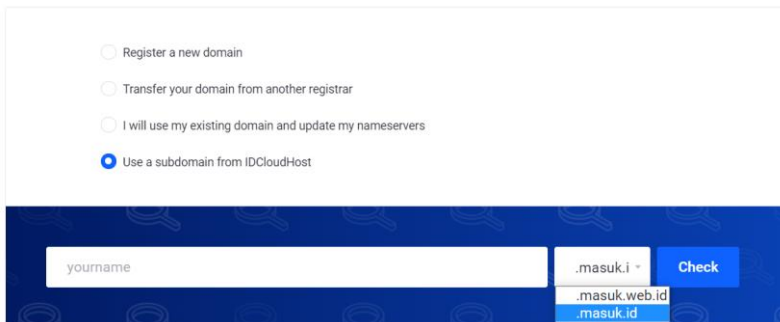 Register a new domain
Transfer your domain from another registrar
I will use my existing domain and update my nameservers
Use a subdomain from IDCloudHost
yourname
.masuk.i
Check
.masuk.web.id
.masuk.id